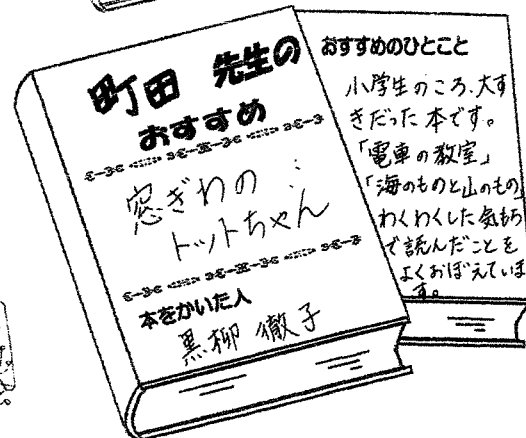 町田 先生の
おすすめ
窓ぎわの
トットちゃん
本をかいた人
黒柳 徹子
おすすめのひとこと
小学生のころ、大す
きだった本です。
「電車の教室」
「海のものと山のもの」
わくわくした気もち
で読んだことを
よくおぼえていま
す。